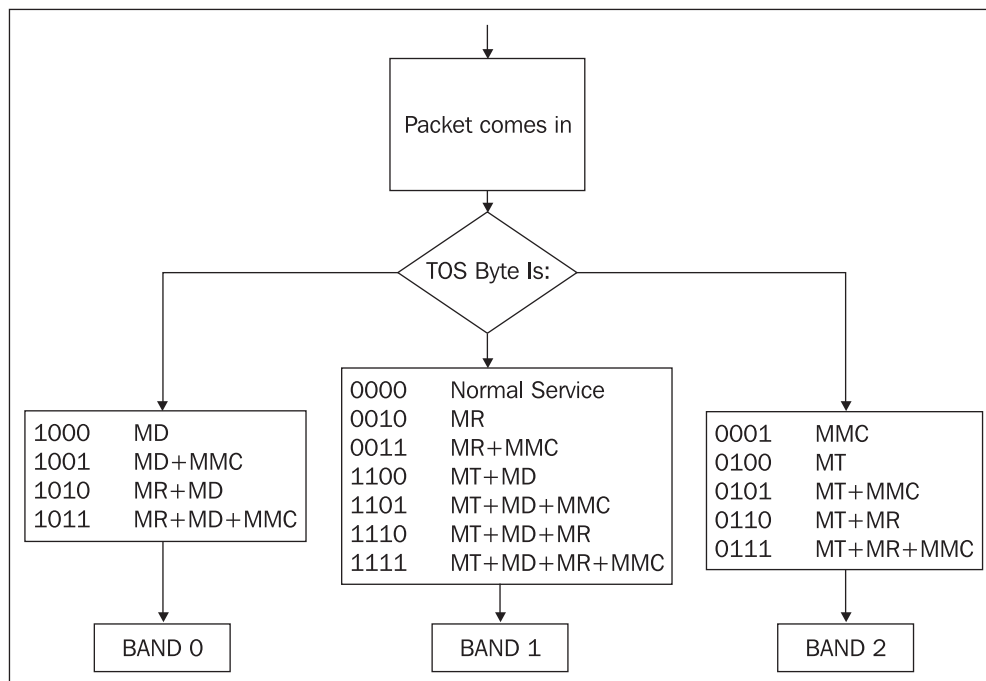 Packet comes in
TOS Byte Is:
1000 MD
1001 MD+MMC
1010 MR+MD
1011 MR+MD+MMC
0000 Normal Service
0010 MR
0011 MR+MMC
1100 MT+MD
1101 MT+MD+MMC
1110 MT+MD+MR
1111 MT+MD+MR+MMC
0001 MMC
0100 MT
0101 MT+MMC
0110 MT+MR
0111 MT+MR+MMC
BAND 0
BAND 1
BAND 2